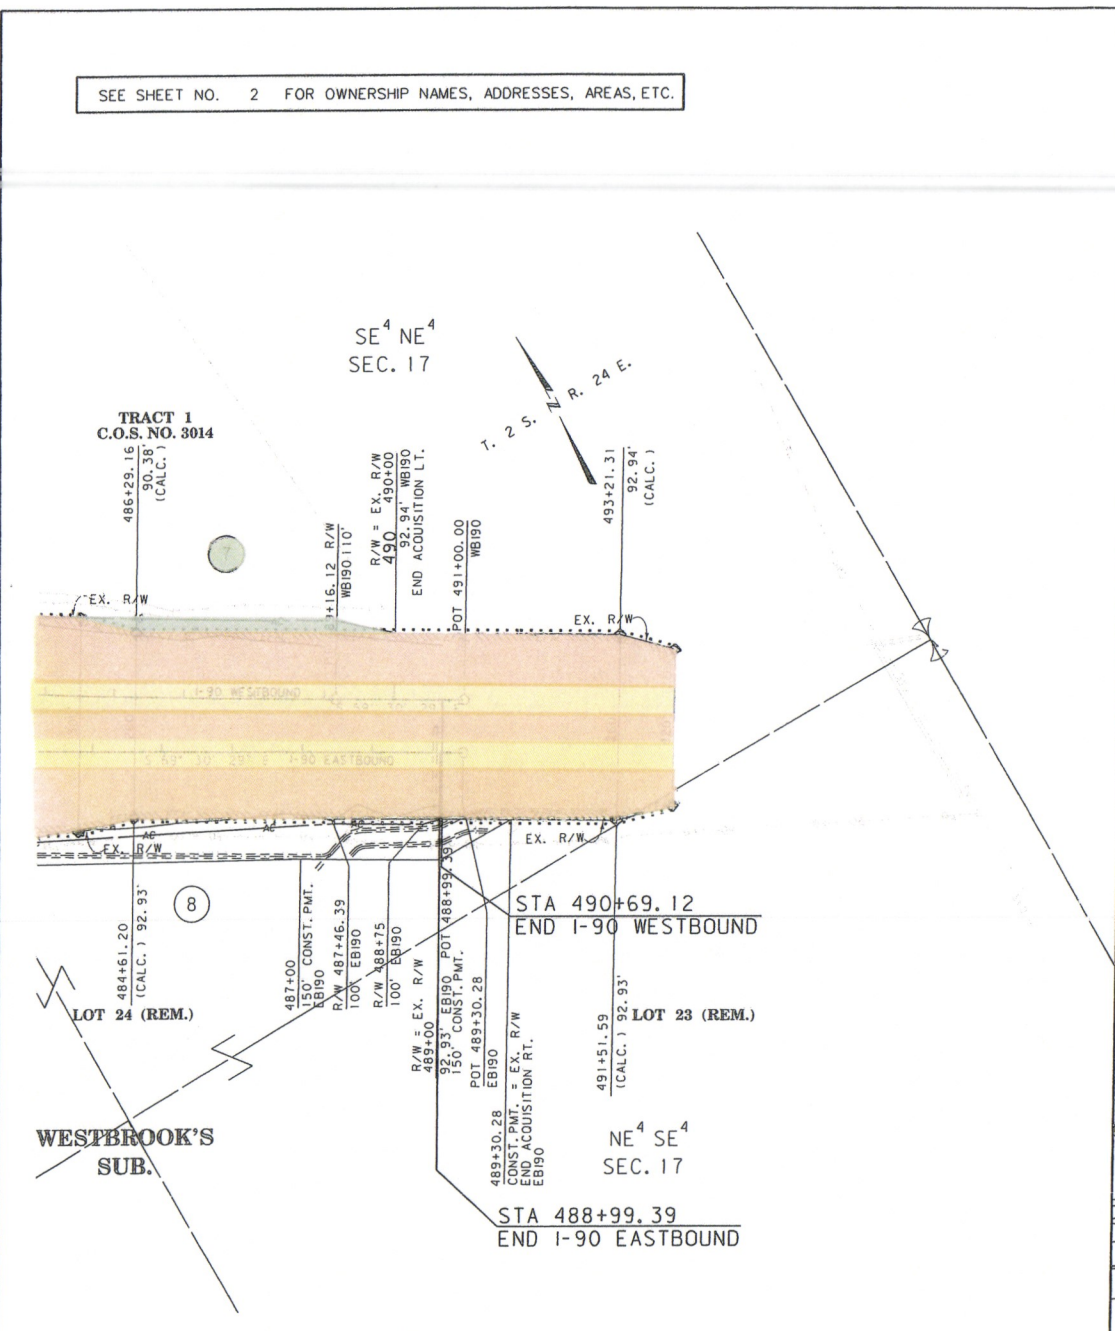 SEE SHEET NO. 2 FOR OWNERSHIP NAMES, ADDRESSES, AREAS, ETC.
SE4 NE4
SEC. 17
T. 2 S. R. 24 E.
N
TRACT 1
C.O.S. NO. 3014
486+29.16
90.38'
(CALC.)
7
+16.12 R/W
WB190 110'
R/W = EX. R/W
490 490+00
92.94' WB190
END ACQUISITION LT.
POT 491+00.00
WB190
493+21.31
92.94'
(CALC.)
EX. R/W
EX. R/W
I-90 WESTBOUND
S 69° 30' 29" E I-90 EASTBOUND
AC
AC
EX. R/W
EX. R/W
8
484+61.20
(CALC.) 92.93'
LOT 24 (REM.)
487+00
150' CONST. PMT.
EB190
R/W 487+46.39
100' EB190
R/W 488+75
100' EB190
R/W = EX. R/W
489+00
92.93' EB190 POT 488+99.39
150' CONST. PMT.
POT 489+30.28
EB190
489+30.28
CONST. PMT. = EX. R/W
END ACQUISITION RT.
EB190
STA 490+69.12
END I-90 WESTBOUND
491+51.59
(CALC.) 92.93'
LOT 23 (REM.)
WESTBROOK'S
SUB.
NE4 SE4
SEC. 17
STA 488+99.39
END I-90 EASTBOUND